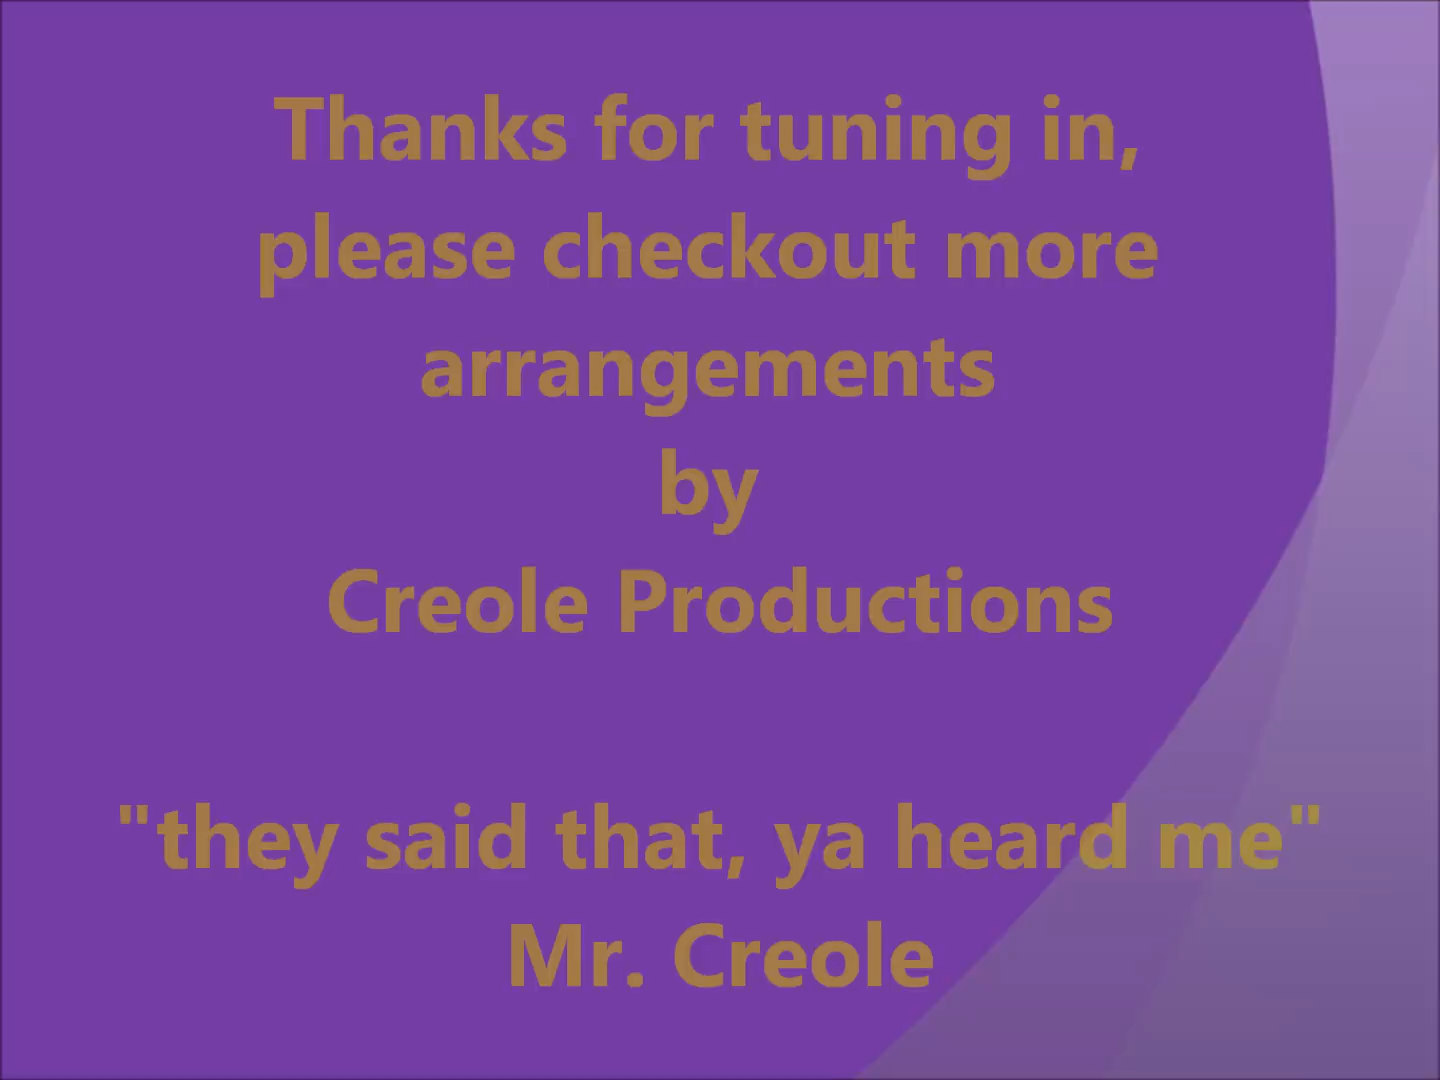 Thanks for tuning in,
please checkout more
arrangements
by
Creole Productions
"they said that, ya heard me"
Mr. Creole